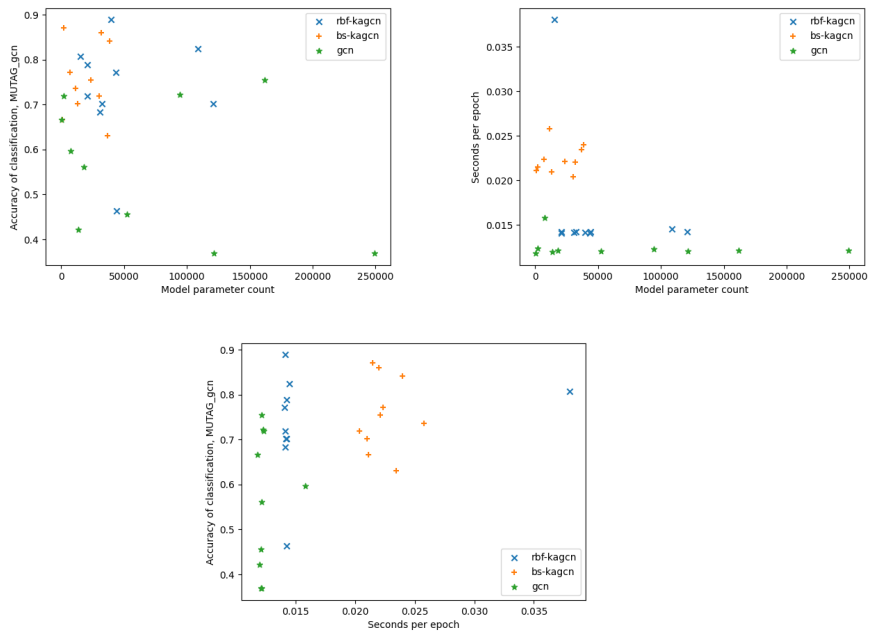 0.9
0.8
0.7
0.6
0.5
0.4
Accuracy of classification, MUTAG_gcn
0
50000
100000
150000
200000
250000
Model parameter count
rbf-kagcn
bs-kagcn
gcn
0.035
0.030
0.025
0.020
0.015
Seconds per epoch
0
50000
100000
150000
200000
250000
Model parameter count
rbf-kagcn
bs-kagcn
gcn
0.9
0.8
0.7
0.6
0.5
0.4
Accuracy of classification, MUTAG_gcn
rbf-kagcn
bs-kagcn
gcn
0.015
0.020
0.025
0.030
0.035
Seconds per epoch